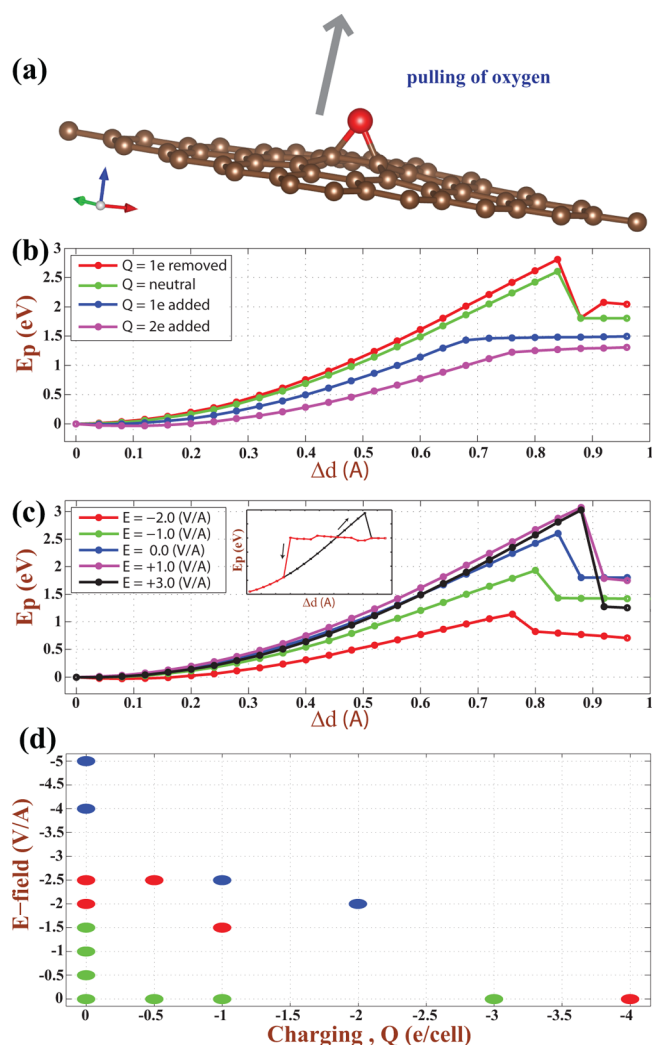 (a)
pulling of oxygen
(b)
Q = 1e removed
Q = neutral
Q = 1e added
Q = 2e added
Ep (eV)
3
2.5
2
1.5
1
0.5
0
0 0.1 0.2 0.3 0.4 0.5 0.6 0.7 0.8 0.9 1
Δd (A)
(c)
E = −2.0 (V/A)
E = −1.0 (V/A)
E = 0.0 (V/A)
E = +1.0 (V/A)
E = +3.0 (V/A)
Ep (eV)
Δd (A)
Ep (eV)
3
2.5
2
1.5
1
0.5
0
0 0.1 0.2 0.3 0.4 0.5 0.6 0.7 0.8 0.9 1
Δd (A)
(d)
E−field (V/A)
-5
-4.5
-4
-3.5
-3
-2.5
-2
-1.5
-1
-0.5
0
0 -0.5 -1 -1.5 -2 -2.5 -3 -3.5 -4
Charging , Q (e/cell)